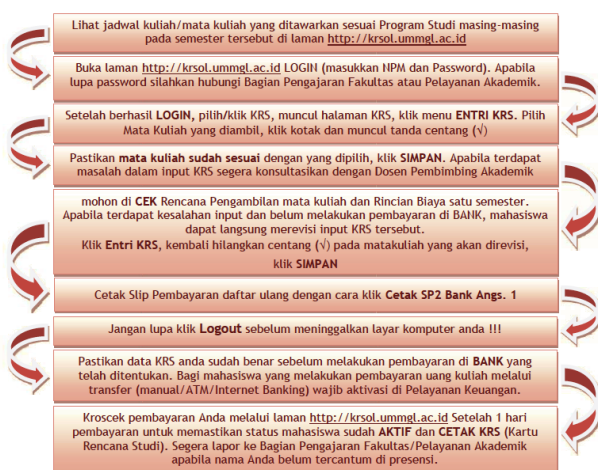 Lihat jadwal kuliah/mata kuliah yang ditawarkan sesuai Program Studi masing-masing
pada semester tersebut di laman http://krsol.ummgl.ac.id
Buka laman http://krsol.ummgl.ac.id LOGIN (masukkan NPM dan Password). Apabila
lupa password silahkan hubungi Bagian Pengajaran Fakultas atau Pelayanan Akademik.
Setelah berhasil LOGIN, pilih/klik KRS, muncul halaman KRS, klik menu ENTRI KRS. Pilih
Mata Kuliah yang diambil, klik kotak dan muncul tanda centang (√)
Pastikan mata kuliah sudah sesuai dengan yang dipilih, klik SIMPAN. Apabila terdapat
masalah dalam input KRS segera konsultasikan dengan Dosen Pembimbing Akademik
mohon di CEK Rencana Pengambilan mata kuliah dan Rincian Biaya satu semester.
Apabila terdapat kesalahan input dan belum melakukan pembayaran di BANK, mahasiswa
dapat langsung merevisi input KRS tersebut.
Klik Entri KRS, kembali hilangkan centang (√) pada matakuliah yang akan direvisi,
klik SIMPAN
Cetak Slip Pembayaran daftar ulang dengan cara klik Cetak SP2 Bank Angs. 1
Jangan lupa klik Logout sebelum meninggalkan layar komputer anda !!!
Pastikan data KRS anda sudah benar sebelum melakukan pembayaran di BANK yang
telah ditentukan. Bagi mahasiswa yang melakukan pembayaran uang kuliah melalui
transfer (manual/ATM/Internet Banking) wajib aktivasi di Pelayanan Keuangan.
Kroscek pembayaran Anda melalui laman http://krsol.ummgl.ac.id Setelah 1 hari
pembayaran untuk memastikan status mahasiswa sudah AKTIF dan CETAK KRS (Kartu
Rencana Studi). Segera lapor ke Bagian Pengajaran Fakultas/Pelayanan Akademik
apabila nama Anda belum tercantum di presensi.